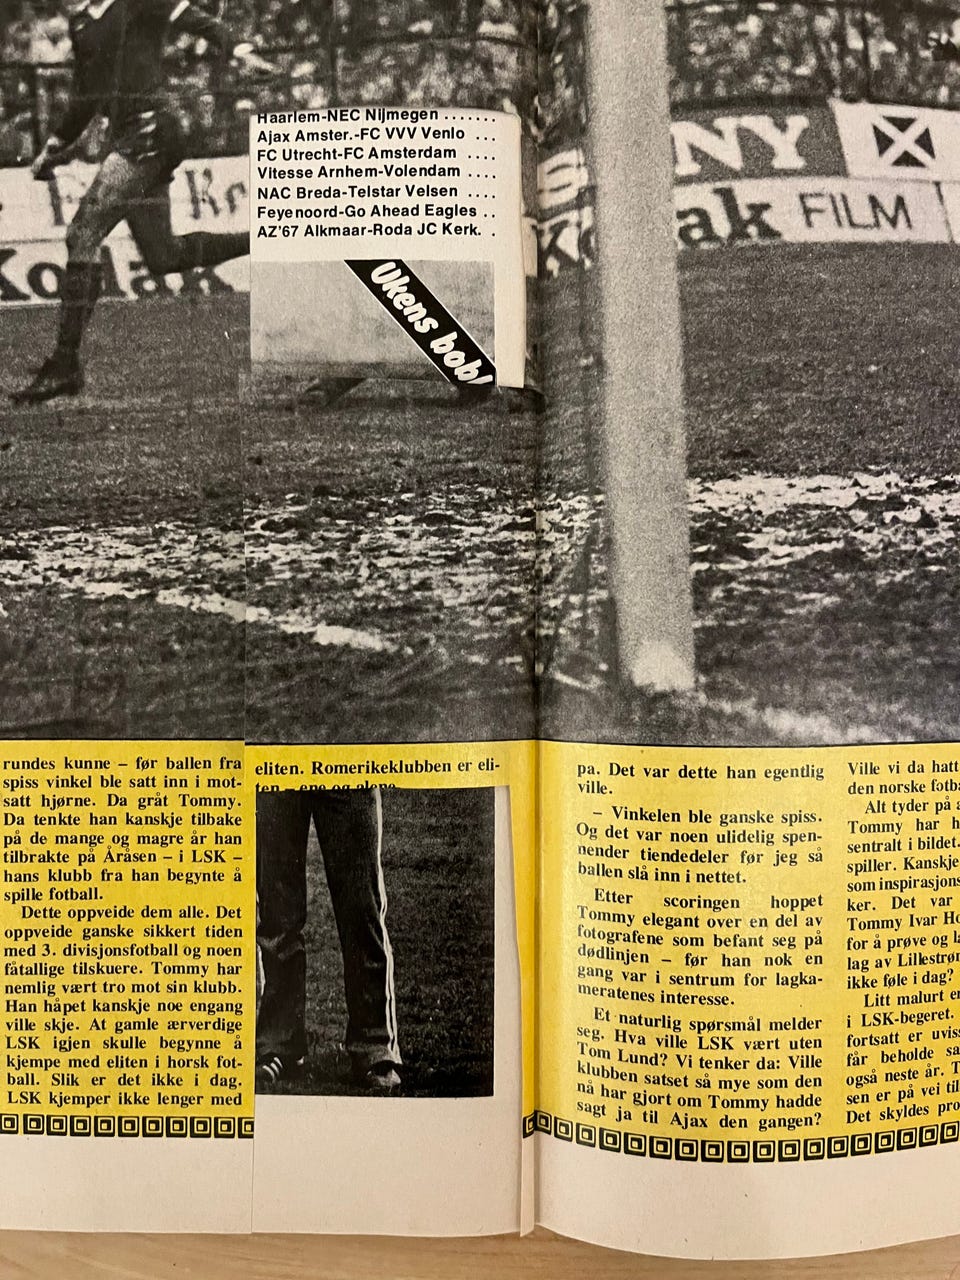 Haarlem-NEC Nijmegen .......
Ajax Amster.-FC VVV Venlo ...
FC Utrecht-FC Amsterdam ....
Vitesse Arnhem-Volendam ....
NAC Breda-Telstar Velsen ....
Feyenoord-Go Ahead Eagles ..
AZ'67 Alkmaar-Roda JC Kerk. .
NY
Kodak
ak FILM
Ukens bob
rundes kunne – før ballen fra
spiss vinkel ble satt inn i mot-
satt hjørne. Da gråt Tommy.
Da tenkte han kanskje tilbake
på de mange og magre år han
tilbrakte på Åråsen – i LSK –
hans klubb fra han begynte å
spille fotball.
Dette oppveide dem alle. Det
oppveide ganske sikkert tiden
med 3. divisjonsfotball og noen
fåtallige tilskuere. Tommy har
nemlig vært tro mot sin klubb.
Han håpet kanskje noe engang
ville skje. At gamle ærverdige
LSK igjen skulle begynne å
kjempe med eliten i horsk fot-
ball. Slik er det ikke i dag.
LSK kjemper ikke lenger med
eliten. Romerikeklubben er eli-
ten – ene og alene
pa. Det var dette han egentlig
ville.
– Vinkelen ble ganske spiss.
Og det var noen ulidelig spen-
nender tiendedeler før jeg så
ballen slå inn i nettet.
Etter scoringen hoppet
Tommy elegant over en del av
fotografene som befant seg på
dødlinjen – før han nok en
gang var i sentrum for lagka-
meratenes interesse.
Et naturlig spørsmål melder
seg. Hva ville LSK vært uten
Tom Lund? Vi tenker da: Ville
klubben satset så mye som den
nå har gjort om Tommy hadde
sagt ja til Ajax den gangen?
Ville vi da hatt
den norske fotba
Alt tyder på a
Tommy har h
sentralt i bildet.
spiller. Kanskje
som inspirasjons
ker. Det var
Tommy Ivar Ho
for å prøve og la
lag av Lillestrøm
ikke føle i dag?
Litt malurt er
i LSK-begeret.
fortsatt er uviss
får beholde sa
også neste år. T
sen er på vei til
Det skyldes pro